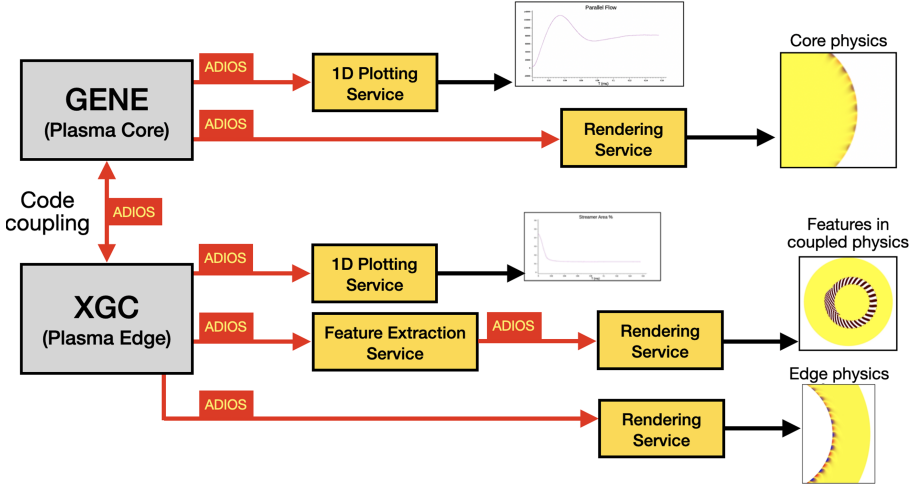 Parallel Flow
T (ms)
Core physics
ADIOS
1D Plotting
Service
GENE
(Plasma Core)
ADIOS
Rendering
Service
Code
coupling
ADIOS
Streamer Area %
T (ms)
Features in
coupled physics
ADIOS
1D Plotting
Service
XGC
(Plasma Edge)
ADIOS
Feature Extraction
Service
ADIOS
Rendering
Service
Edge physics
ADIOS
Rendering
Service